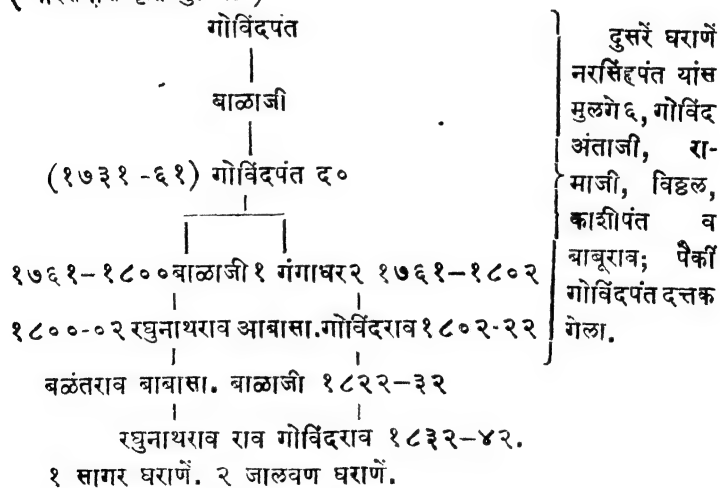 गोविंदपंत
बाळाजी
(१७३१ -६१) गोविंदपंत द०
१७६१-१८००बाळाजी१ गंगाधर२ १७६१-१८०२
१८००-०२ रघुनाथराव आबासा.गोविंदराव१८०२-२२
बळंतराव बाबासा. बाळाजी १८२२-३२
रघुनाथराव राव गोविंदराव १८३२-४२.
१ सागर घराणें. २ जालवण घराणें.
दुसरें घराणें
नरसिंहपंत यांस
मुलगे ६, गोविंद
अंताजी, रा-
माजी, विठ्ठल,
काशीपंत व
बाबूराव; पैकीं
गोविंदपंत दत्तक
गेला.